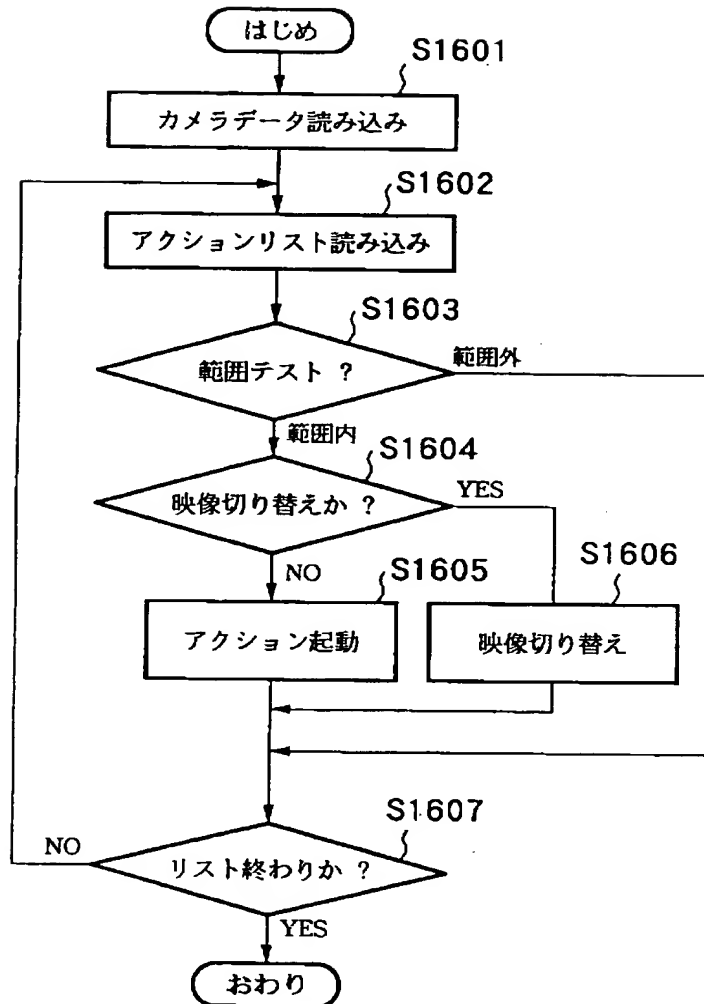 はじめ
S1601
カメラデータ読み込み
S1602
アクションリスト読み込み
S1603
範囲テスト ?
範囲外
範囲内
S1604
映像切り替えか ?
YES
NO
S1605
S1606
アクション起動
映像切り替え
S1607
NO
リスト終わりか ?
YES
おわり